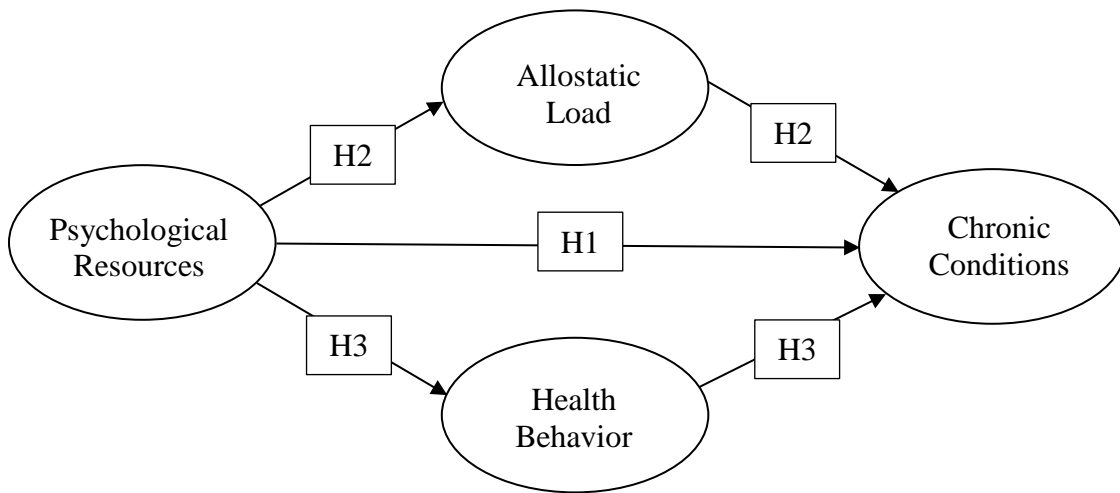 Allostatic
Load
H2
H2
Psychological
Resources
H1
Chronic
Conditions
H3
H3
Health
Behavior